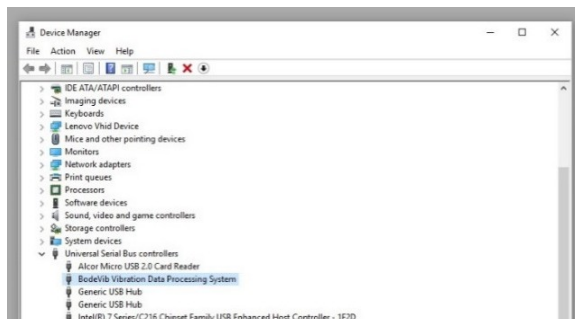 Device Manager
File Action View Help
IDE ATA/ATAPI controllers
Imaging devices
Keyboards
Lenovo Vhid Device
Mice and other pointing devices
Monitors
Network adapters
Print queues
Processors
Software devices
Sound, video and game controllers
Storage controllers
System devices
Universal Serial Bus controllers
Alcor Micro USB 2.0 Card Reader
BodeVib Vibration Data Processing System
Generic USB Hub
Generic USB Hub
Intel(R) 7 Series/C216 Chipset Family USB Enhanced Host Controller - 1E2D